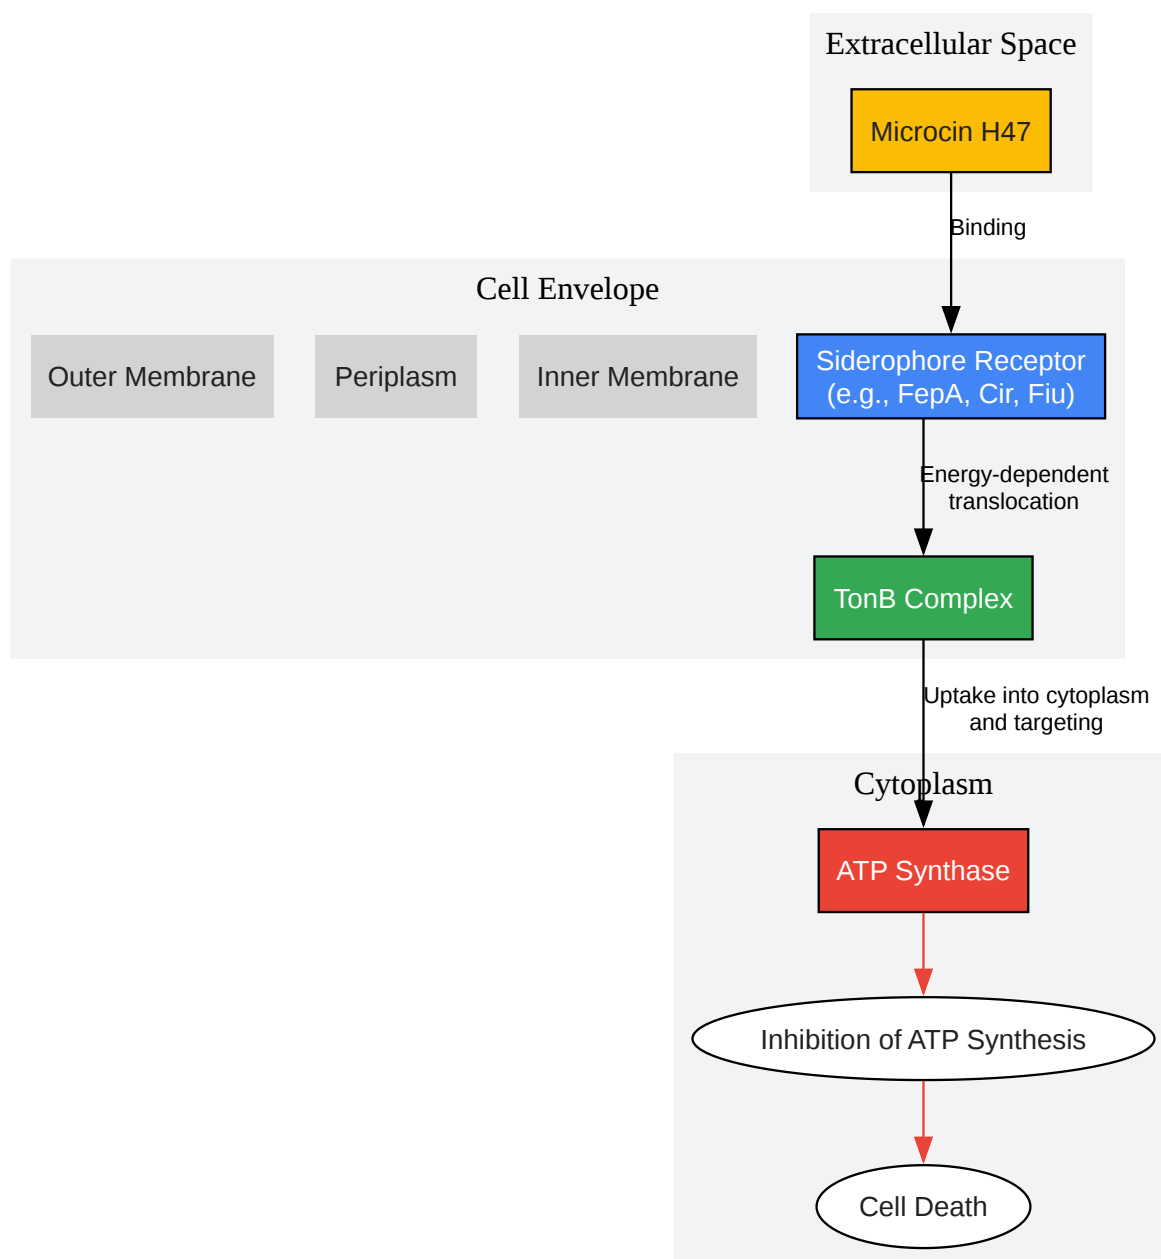 Extracellular Space
Microcin H47
Binding
Cell Envelope
Outer Membrane
Periplasm
Inner Membrane
Siderophore Receptor
(e.g., FepA, Cir, Fiu)
Energy-dependent
translocation
TonB Complex
Uptake into cytoplasm
and targeting
Cytoplasm
ATP Synthase
Inhibition of ATP Synthesis
Cell Death